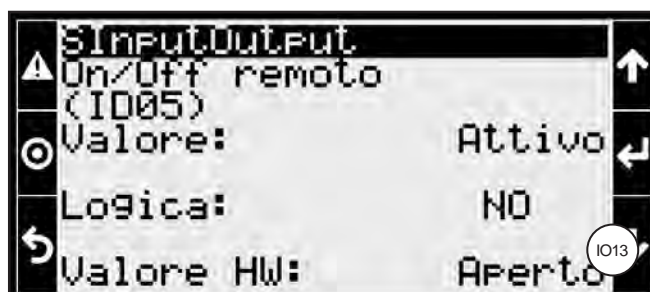 SInputOutput
On/Off remoto
(ID05)
Valore: Attivo
Logica: NO
Valore HW: Aperto
IO13